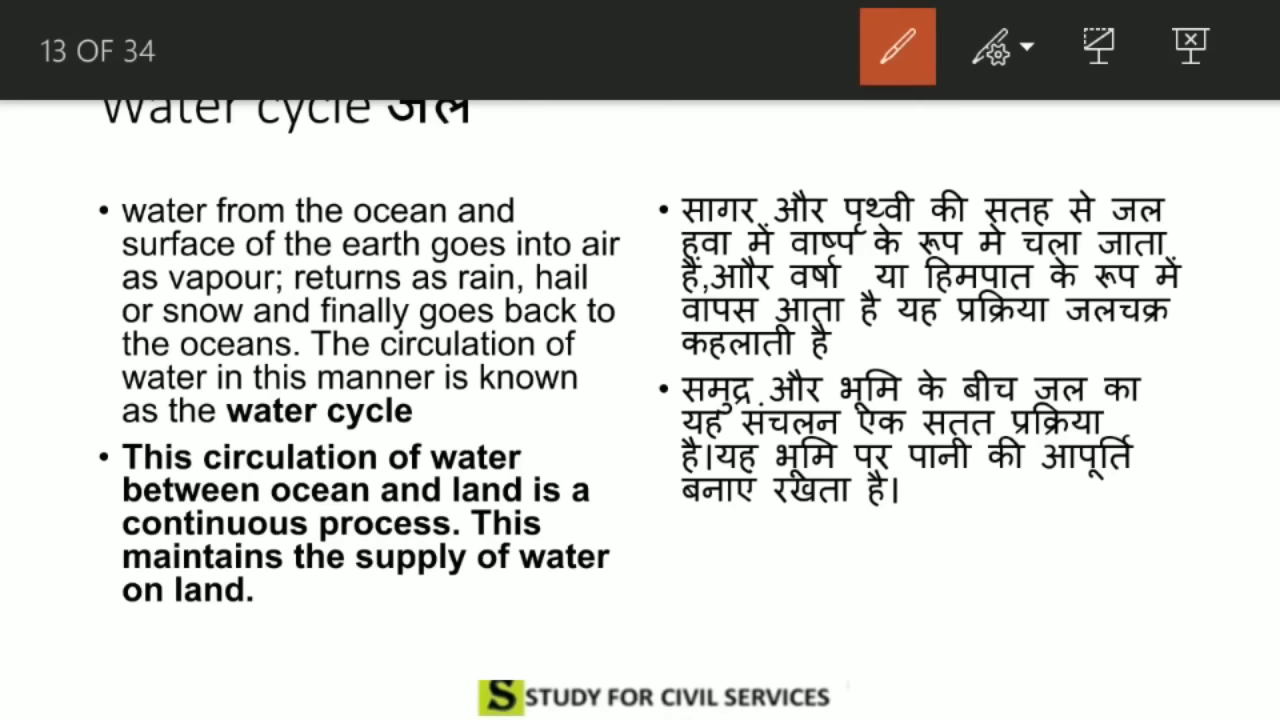 13 OF 34
Water cycle जल
• water from the ocean and
surface of the earth goes into air
as vapour; returns as rain, hail
or snow and finally goes back to
the oceans. The circulation of
water in this manner is known
as the water cycle
• This circulation of water
between ocean and land is a
continuous process. This
maintains the supply of water
on land.
• सागर और पृथ्वी की सतह से जल
हवा में वाष्प के रूप में चला जाता
है,आौर वर्षा या हिमपात के रूप में
वापस आता है यह प्रक्रिया जलचक्र
कहलाती है
• समुद्र और भूमि के बीच जल का
यह संचलन ऐक सतत प्रक्रिया
है।यह भूमि पर पानी की आपूर्ति
बनाए रखता है।
S STUDY FOR CIVIL SERVICES